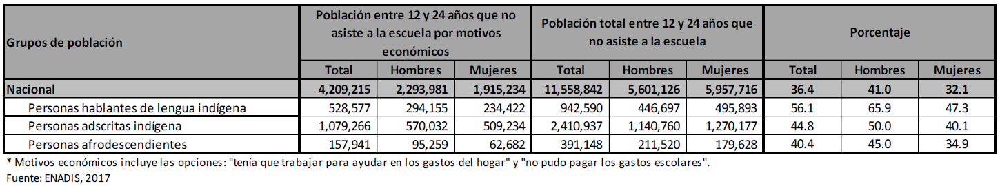 Grupos de población
Población entre 12 y 24 años que no
asiste a la escuela por motivos
económicos
Población total entre 12 y 24 años que
no asiste a la escuela
Porcentaje
Total Hombres Mujeres Total Hombres Mujeres Total Hombres Mujeres
Nacional 4,209,215 2,293,981 1,915,234 11,558,842 5,601,126 5,957,716 36.4 41.0 32.1
Personas hablantes de lengua indígena 528,577 294,155 234,422 942,590 446,697 495,893 56.1 65.9 47.3
Personas adscritas indígena 1,079,266 570,032 509,234 2,410,937 1,140,760 1,270,177 44.8 50.0 40.1
Personas afrodescendientes 157,941 95,259 62,682 391,148 211,520 179,628 40.4 45.0 34.9
* Motivos económicos incluye las opciones: "tenía que trabajar para ayudar en los gastos del hogar" y "no pudo pagar los gastos escolares".
Fuente: ENADIS, 2017